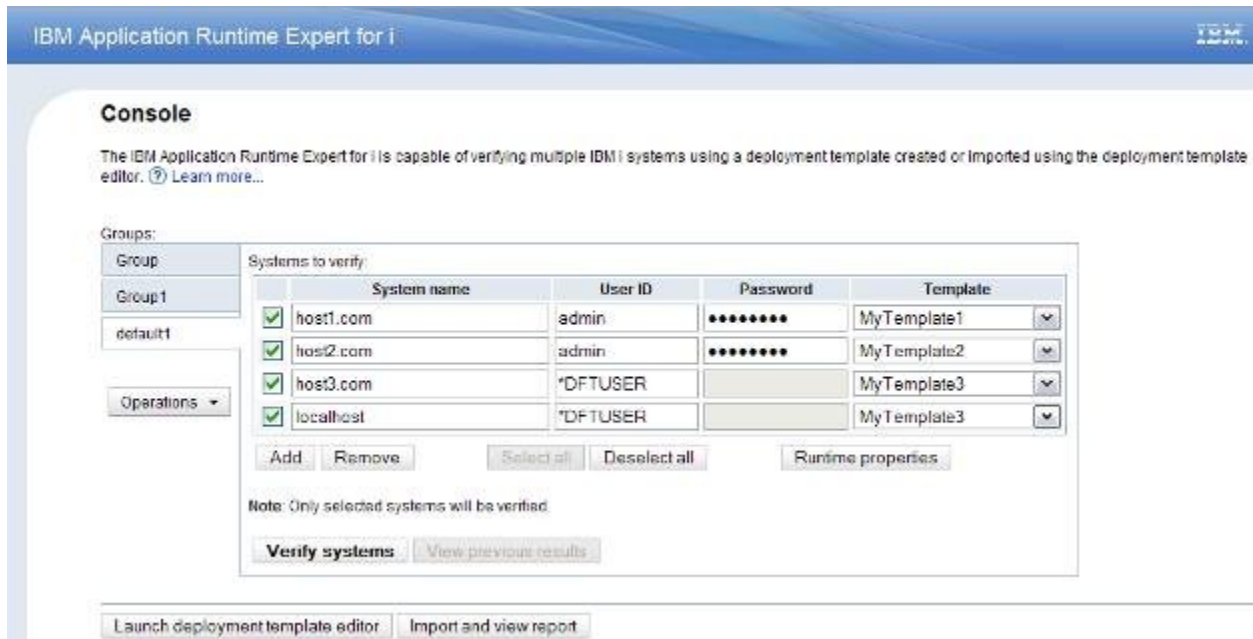 IBM Application Runtime Expert for i
IBM.
Console
The IBM Application Runtime Expert for i is capable of verifying multiple IBM i systems using a deployment template created or imported using the deployment template
editor. ? Learn more...
Groups:
Group
Group1
default1
Operations
Systems to verify:
System name User ID Password Template
host1.com admin •••••••• MyTemplate1
host2.com admin •••••••• MyTemplate2
host3.com *DFTUSER MyTemplate3
localhost *DFTUSER MyTemplate3
Add Remove Select all Deselect all Runtime properties
Note: Only selected systems will be verified
Verify systems View previous results
Launch deployment template editor Import and view report